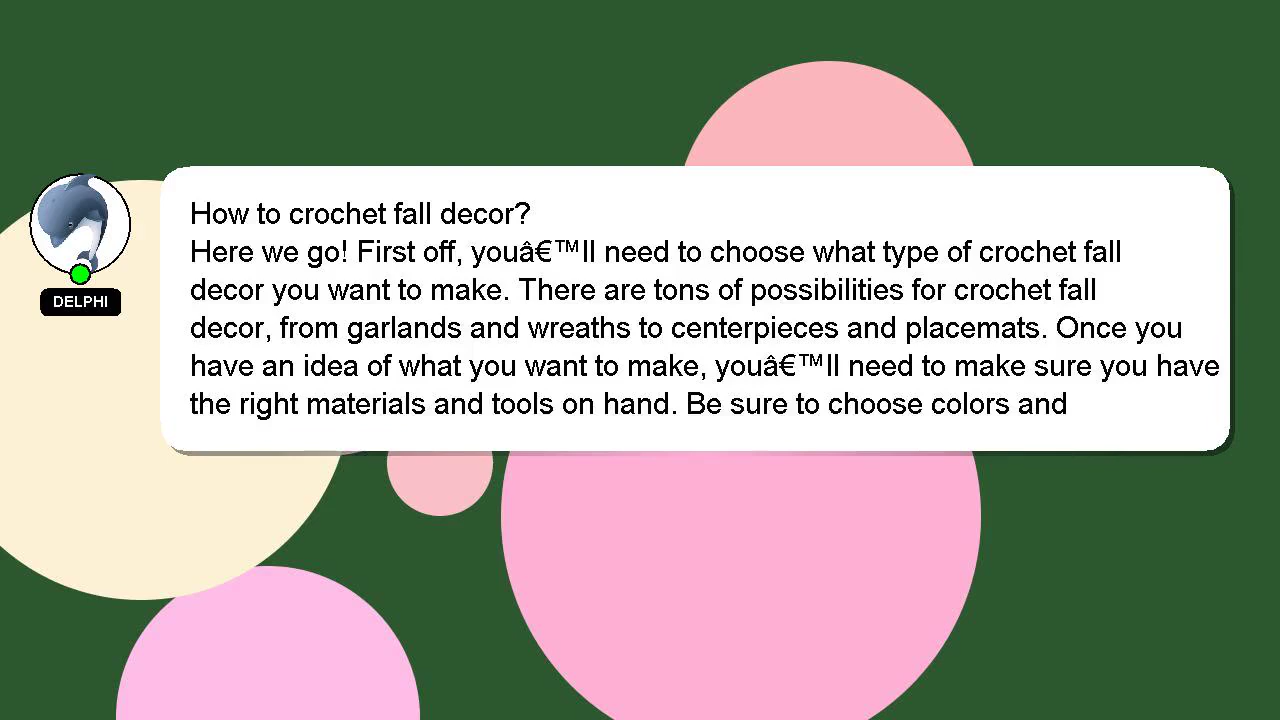 How to crochet fall decor?
Here we go! First off, youâ€™ll need to choose what type of crochet fall
decor you want to make. There are tons of possibilities for crochet fall
decor, from garlands and wreaths to centerpieces and placemats. Once you
have an idea of what you want to make, youâ€™ll need to make sure you have
the right materials and tools on hand. Be sure to choose colors and
DELPHI